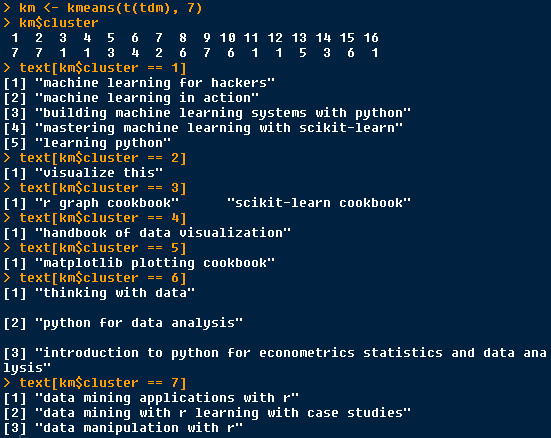 > km <- kmeans(t(tdm), 7)
> km$cluster
1 2 3 4 5 6 7 8 9 10 11 12 13 14 15 16
7 7 1 1 3 4 2 6 7 6 1 1 5 3 6 1
> text[km$cluster == 1]
[1] "machine learning for hackers"
[2] "machine learning in action"
[3] "building machine learning systems with python"
[4] "mastering machine learning with scikit-learn"
[5] "learning python"
> text[km$cluster == 2]
[1] "visualize this"
> text[km$cluster == 3]
[1] "r graph cookbook" "scikit-learn cookbook"
> text[km$cluster == 4]
[1] "handbook of data visualization"
> text[km$cluster == 5]
[1] "matplotlib plotting cookbook"
> text[km$cluster == 6]
[1] "thinking with data"
[2] "python for data analysis"
[3] "introduction to python for econometrics statistics and data ana
lysis"
> text[km$cluster == 7]
[1] "data mining applications with r"
[2] "data mining with r learning with case studies"
[3] "data manipulation with r"